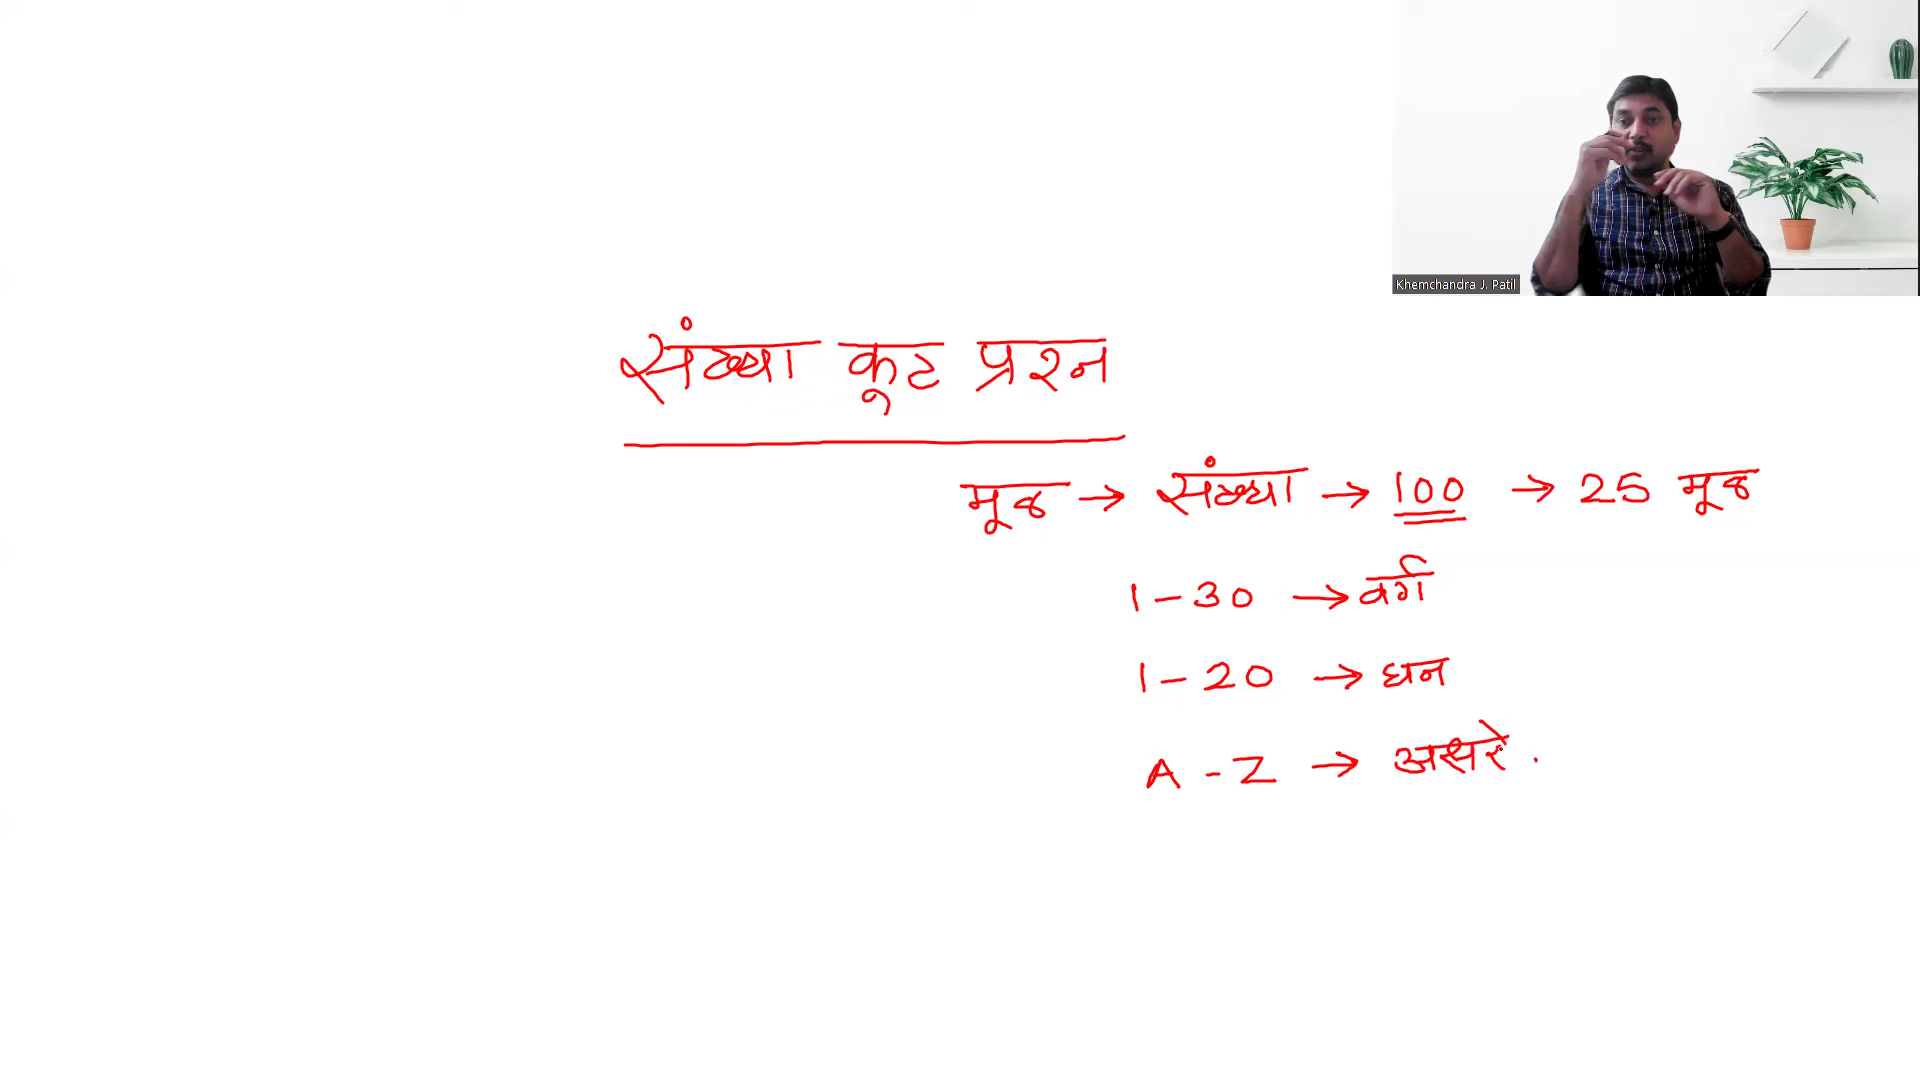 Khemchandra J. Patil
संख्या कूट प्रश्न
मूळ → संख्या → 100 → 25 मूळ
1 - 30 → वर्ग
1 - 20 → घन
A - Z → अक्षरे.